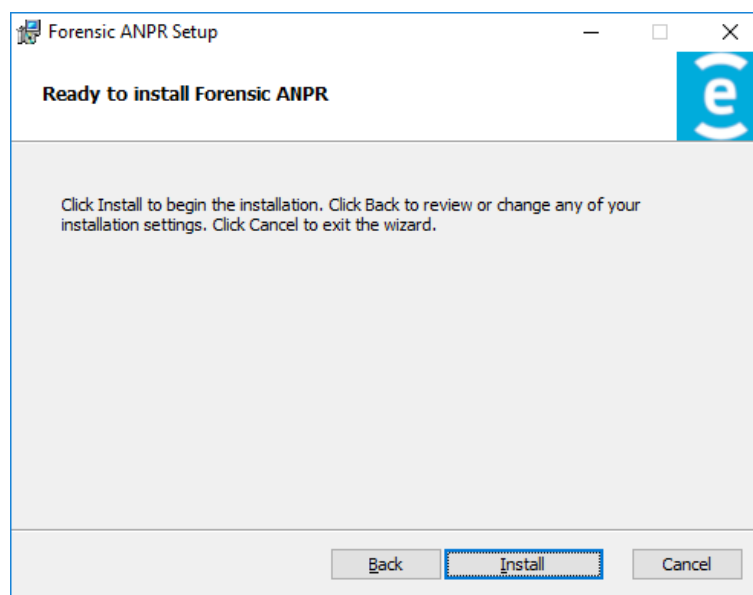 Forensic ANPR Setup
Ready to install Forensic ANPR
e
Click Install to begin the installation. Click Back to review or change any of your
installation settings. Click Cancel to exit the wizard.
Back
Install
Cancel